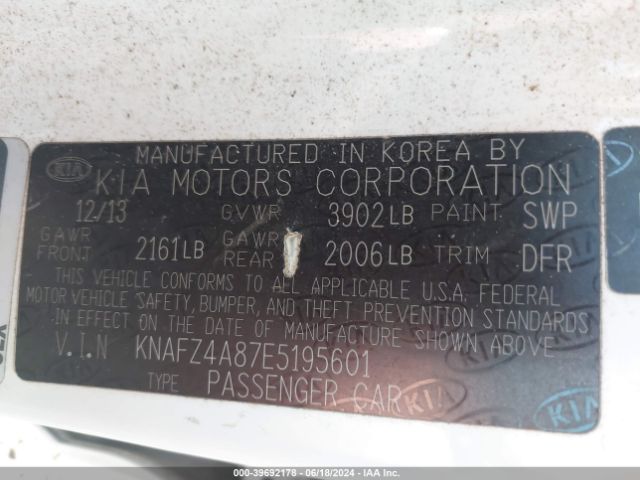 MANUFACTURED IN KOREA BY
KIA KIA MOTORS CORPORATION
12/13 GVWR 3902LB PAINT SWP
GAWR FRONT 2161LB GAWR REAR 2006LB TRIM DFR
THIS VEHICLE CONFORMS TO ALL APPLICABLE U.S.A. FEDERAL
MOTOR VEHICLE SAFETY, BUMPER, AND THEFT PREVENTION STANDARDS
IN EFFECT ON THE DATE OF MANUFACTURE SHOWN ABOVE
V.I.N KNAFZ4A87E5195601
TYPE PASSENGER CAR
KIA
000-39692178 - 06/18/2024 - IAA Inc.